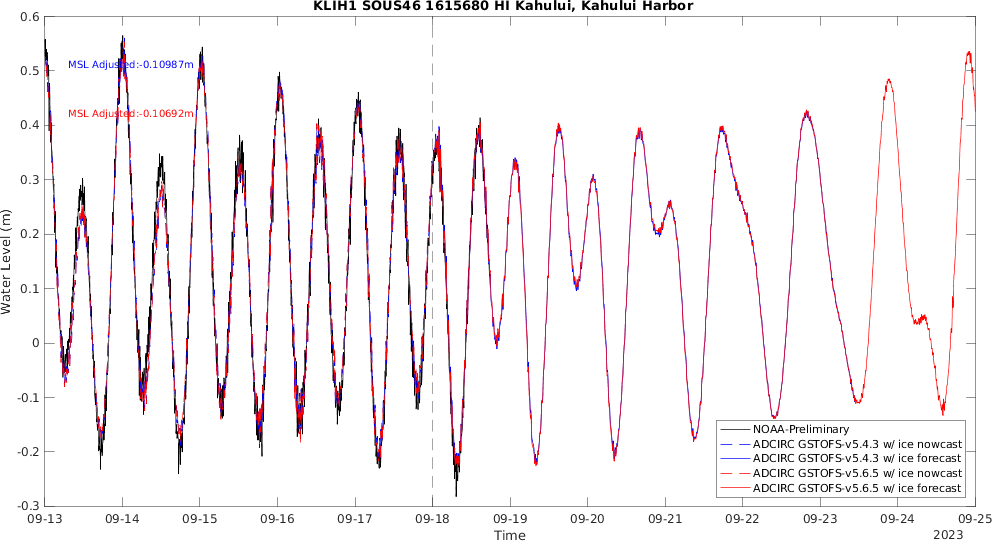 KLIH1 SOUS46 1615680 HI Kahului, Kahului Harbor
0.6
0.5
0.4
0.3
0.2
0.1
0
-0.1
-0.2
-0.3
Water Level (m)
MSL Adjusted:-0.10987m
MSL Adjusted:-0.10692m
NOAA-Preliminary
ADCIRC GSTOFS-v5.4.3 w/ ice nowcast
ADCIRC GSTOFS-v5.4.3 w/ ice forecast
ADCIRC GSTOFS-v5.6.5 w/ ice nowcast
ADCIRC GSTOFS-v5.6.5 w/ ice forecast
09-13 09-14 09-15 09-16 09-17 09-18 09-19 09-20 09-21 09-22 09-23 09-24 09-25
Time
2023